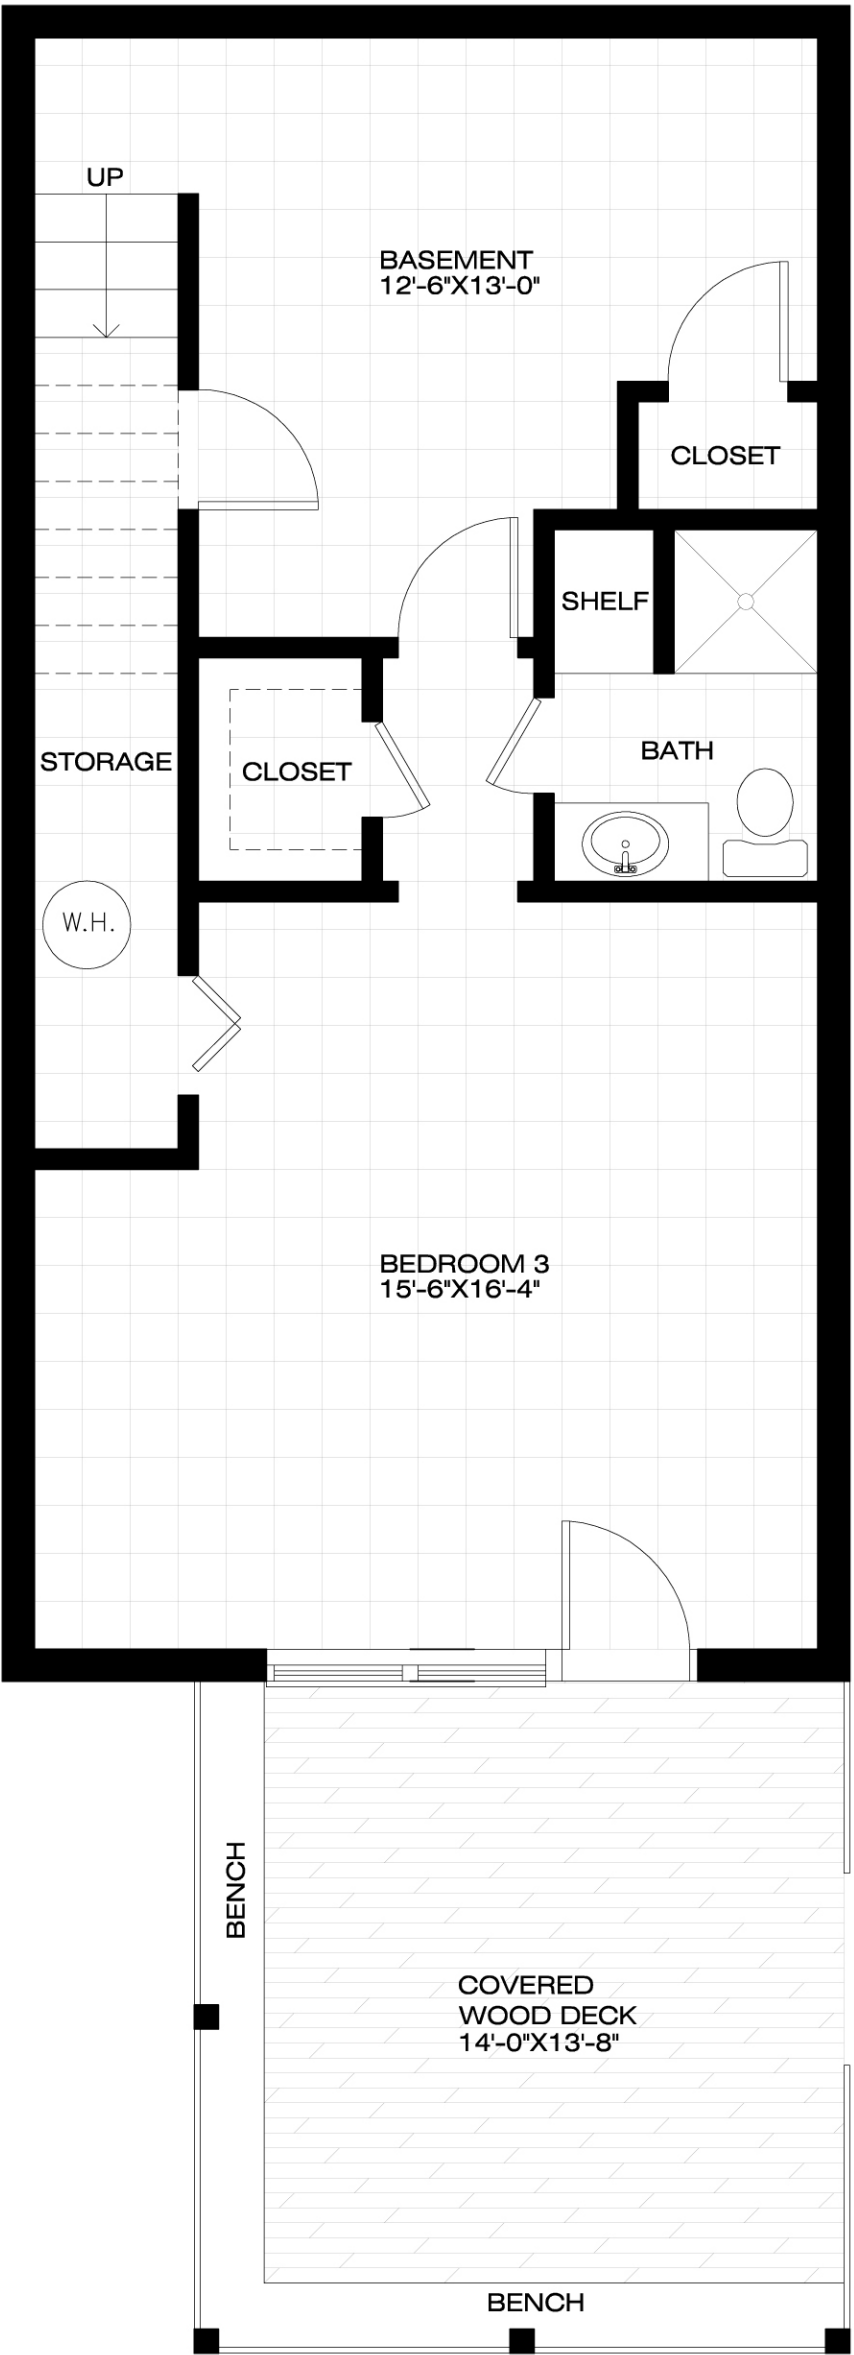 UP
BASEMENT
12'-6"X13'-0"
CLOSET
SHELF
STORAGE
CLOSET
BATH
W.H.
BEDROOM 3
15'-6"X16'-4"
BENCH
COVERED
WOOD DECK
14'-0"X13'-8"
BENCH